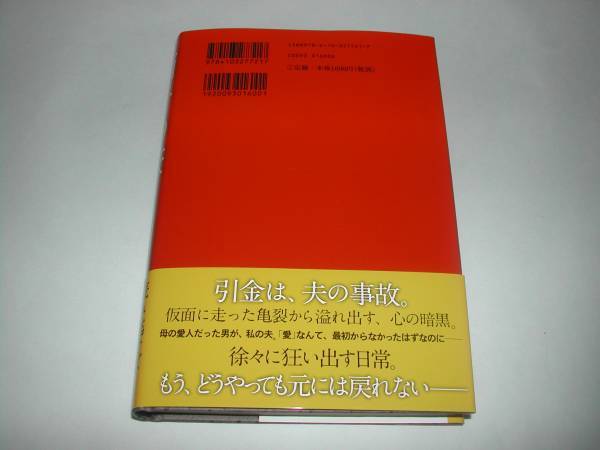 9784103277217
1920093016001
引金は、夫の事故。
仮面に走った亀裂から溢れ出す、心の暗黒。
母の愛人だった男が、私の夫。「愛」なんて、最初からなかったはずなのに――
徐々に狂い出す日常。
もう、どうやっても元には戻れない――